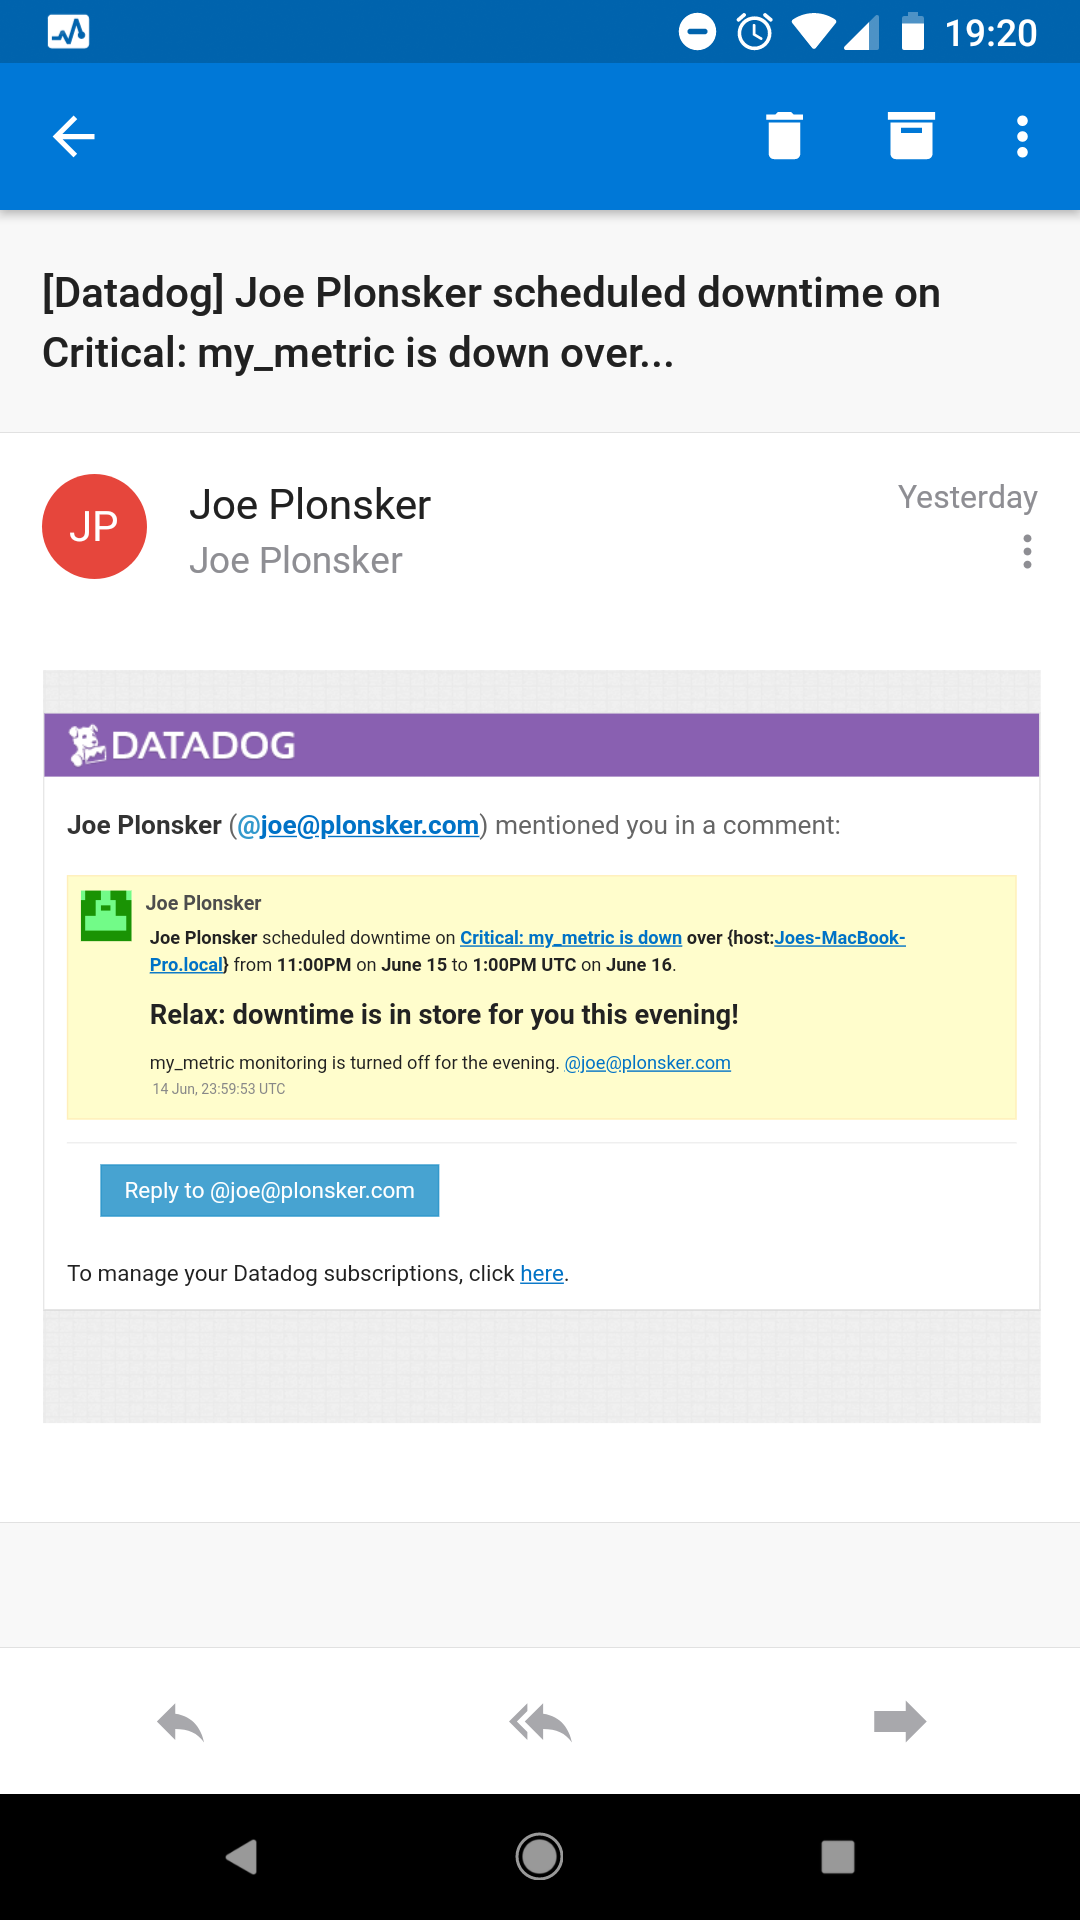 19:20
[Datadog] Joe Plonsker scheduled downtime on
Critical: my_metric is down over...
JP
Joe Plonsker
Yesterday
Joe Plonsker
DATADOG
Joe Plonsker (@joe@plonsker.com) mentioned you in a comment:
Joe Plonsker
Joe Plonsker scheduled downtime on Critical: my_metric is down over {host:Joes-MacBook-
Pro.local} from 11:00PM on June 15 to 1:00PM UTC on June 16.
Relax: downtime is in store for you this evening!
my_metric monitoring is turned off for the evening. @joe@plonsker.com
14 Jun, 23:59:53 UTC
Reply to @joe@plonsker.com
To manage your Datadog subscriptions, click here.